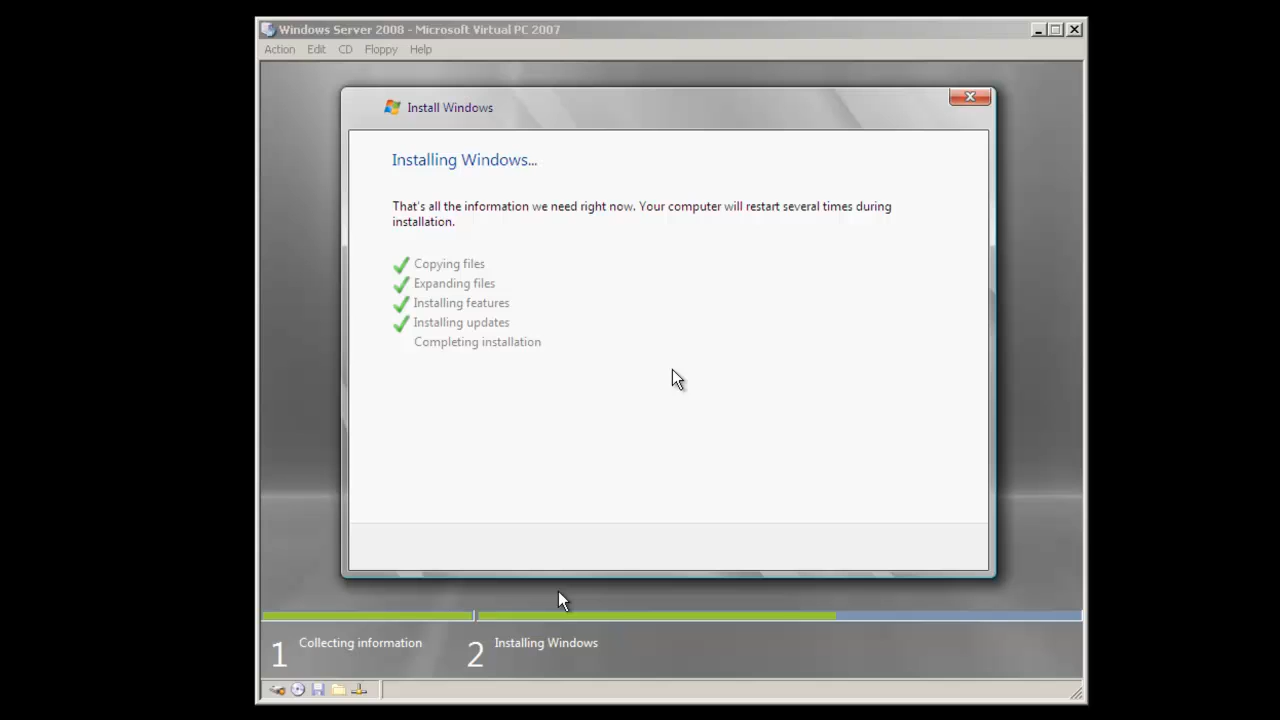 Windows Server 2008 - Microsoft Virtual PC 2007
Action Edit CD Floppy Help
Install Windows
Installing Windows...
That's all the information we need right now. Your computer will restart several times during
installation.
Copying files
Expanding files
Installing features
Installing updates
Completing installation
1 Collecting information
2 Installing Windows